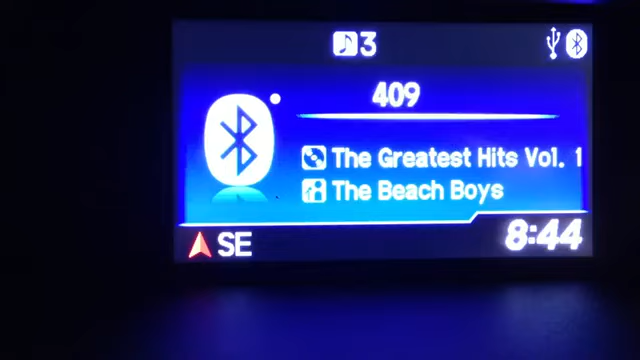 3
409
The Greatest Hits Vol. 1
The Beach Boys
SE
8:44